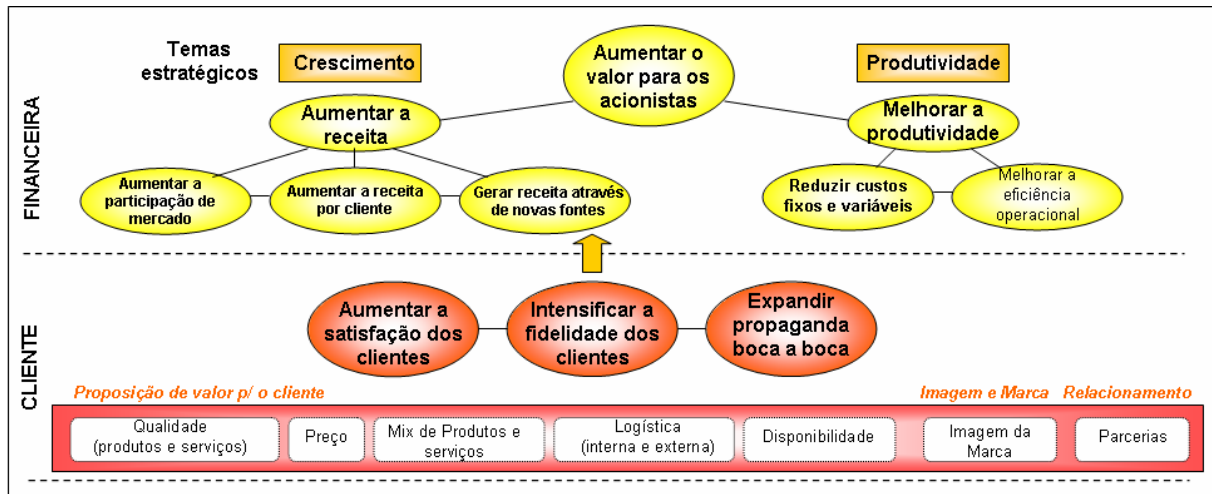 Temas
estratégicos
Crescimento
Aumentar o
valor para os
acionistas
Produtividade
FINANCEIRA
Aumentar a
receita
Melhorar a
produtividade
Aumentar a
participação de
mercado
Aumentar a receita
por cliente
Gerar receita através
de novas fontes
Reduzir custos
fixos e variáveis
Melhorar a
eficiência
operacional
CLIENTE
Aumentar a
satisfação dos
clientes
Intensificar a
fidelidade dos
clientes
Expandir
propaganda
boca a boca
Proposição de valor p/ o cliente
Imagem e Marca
Relacionamento
Qualidade
(produtos e serviços)
Preço
Mix de Produtos e
serviços
Logística
(interna e externa)
Disponibilidade
Imagem da
Marca
Parcerias